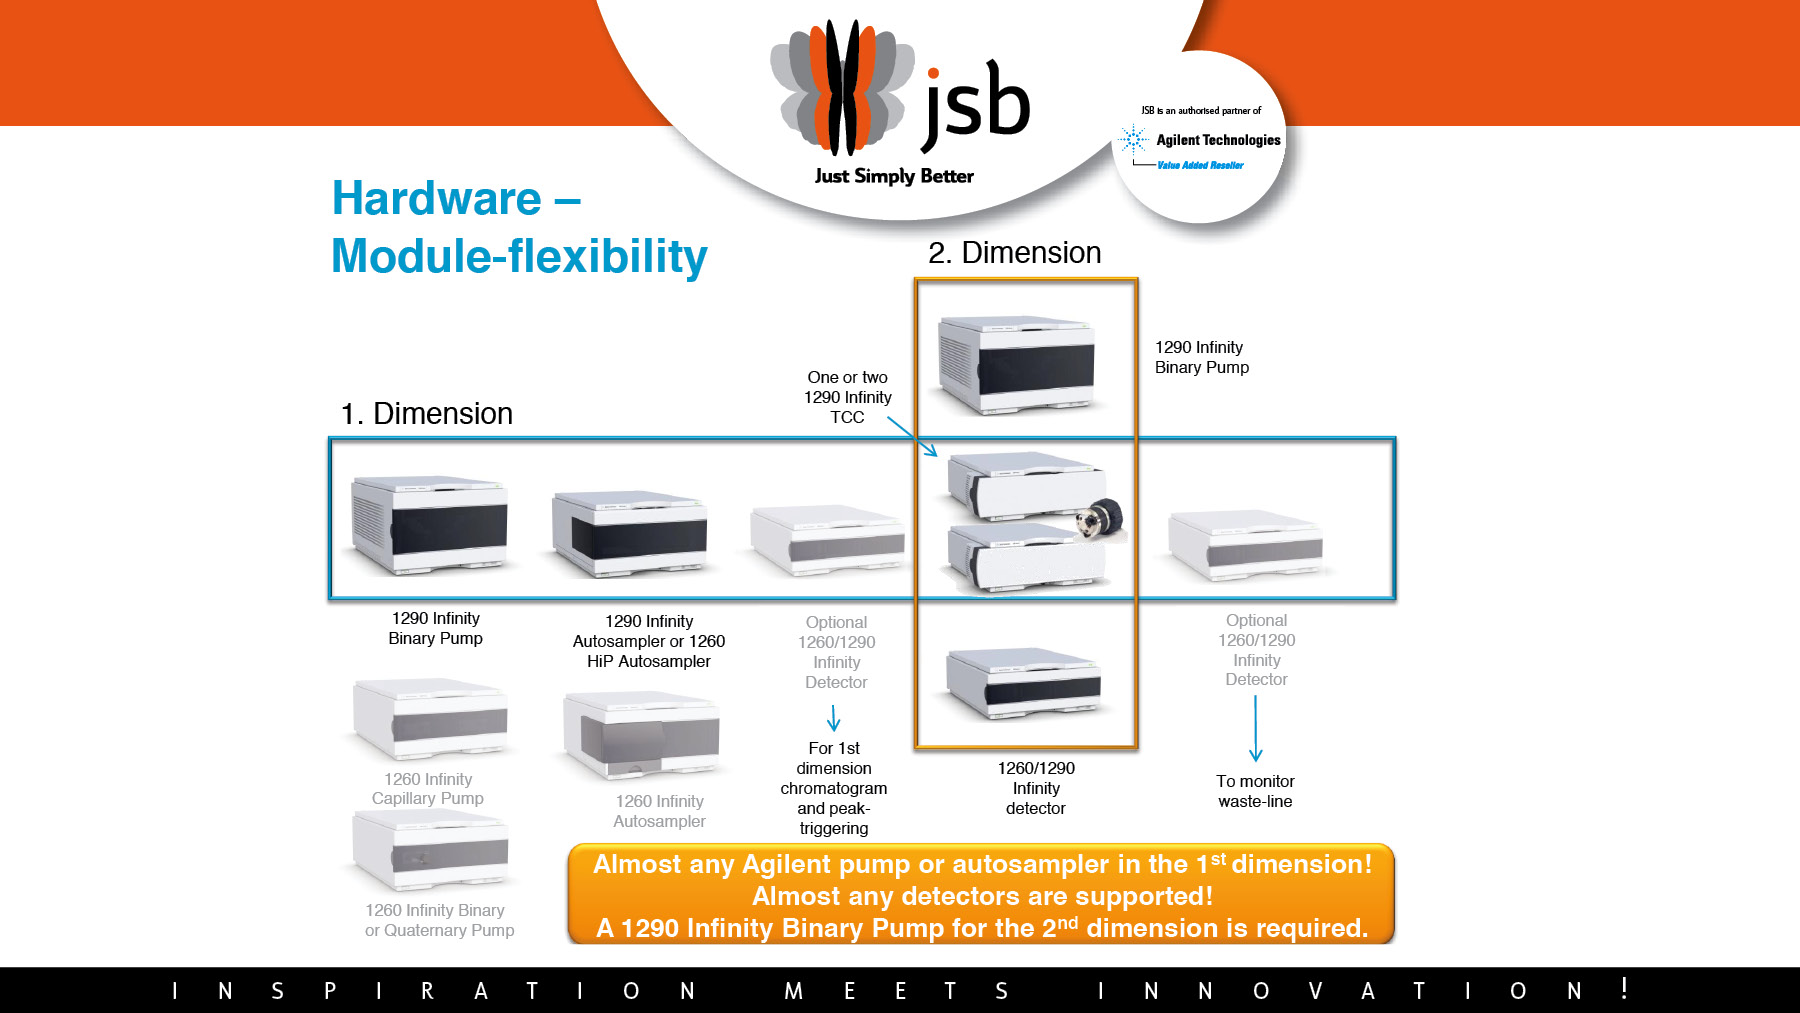 jsb
Just Simply Better
JSB is an authorised partner of
Agilent Technologies
Value Added Reseller
Hardware –
Module-flexibility
2. Dimension
1290 Infinity
Binary Pump
One or two
1290 Infinity
TCC
1. Dimension
1290 Infinity
Binary Pump
1290 Infinity
Autosampler or 1260
HiP Autosampler
Optional
1260/1290
Infinity
Detector
Optional
1260/1290
Infinity
Detector
1260 Infinity
Capillary Pump
1260 Infinity
Autosampler
For 1st
dimension
chromatogram
and peak-
triggering
1260/1290
Infinity
detector
To monitor
waste-line
1260 Infinity Binary
or Quaternary Pump
Almost any Agilent pump or autosampler in the 1st dimension!
Almost any detectors are supported!
A 1290 Infinity Binary Pump for the 2nd dimension is required.
INSPIRATION MEETS INNOVATION!